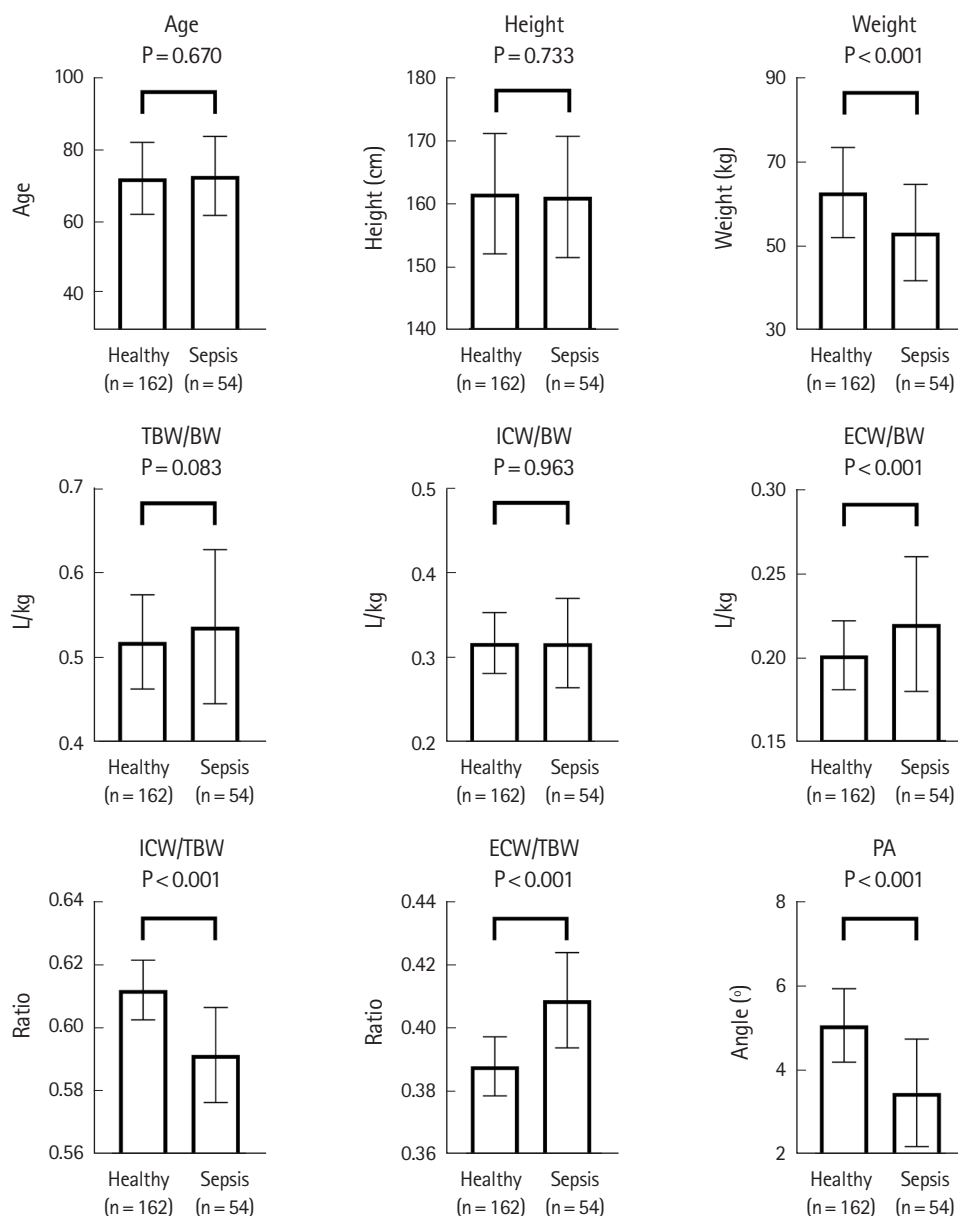 Age
P = 0.670
100
80
60
40
Age
Healthy
(n = 162)
Sepsis
(n = 54)
Height
P = 0.733
180
170
160
150
140
Height (cm)
Healthy
(n = 162)
Sepsis
(n = 54)
Weight
P < 0.001
90
70
50
30
Weight (kg)
Healthy
(n = 162)
Sepsis
(n = 54)
TBW/BW
P = 0.083
0.7
0.6
0.5
0.4
L/kg
Healthy
(n = 162)
Sepsis
(n = 54)
ICW/BW
P = 0.963
0.5
0.4
0.3
0.2
L/kg
Healthy
(n = 162)
Sepsis
(n = 54)
ECW/BW
P < 0.001
0.30
0.25
0.20
0.15
L/kg
Healthy
(n = 162)
Sepsis
(n = 54)
ICW/TBW
P < 0.001
0.64
0.62
0.60
0.58
0.56
Ratio
Healthy
(n = 162)
Sepsis
(n = 54)
ECW/TBW
P < 0.001
0.44
0.42
0.40
0.38
0.36
Ratio
Healthy
(n = 162)
Sepsis
(n = 54)
PA
P < 0.001
8
6
4
2
Angle (°)
Healthy
(n = 162)
Sepsis
(n = 54)